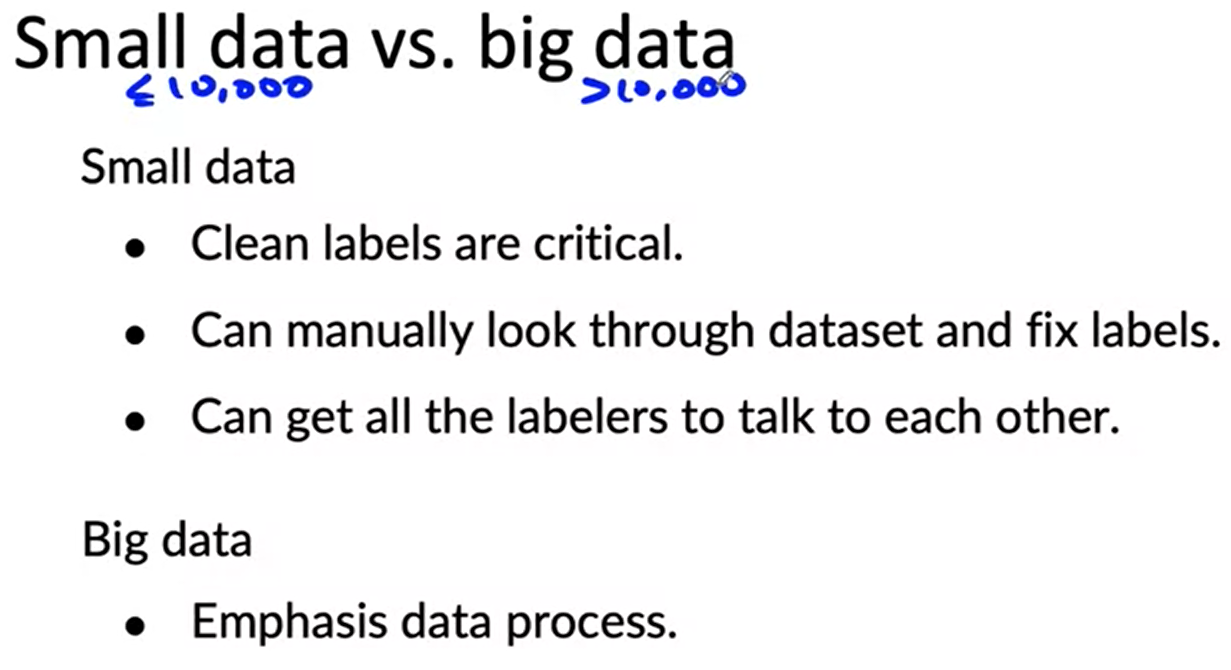 Small data vs. big data
≤10,000 >10,000
Small data
• Clean labels are critical.
• Can manually look through dataset and fix labels.
• Can get all the labelers to talk to each other.
Big data
• Emphasis data process.